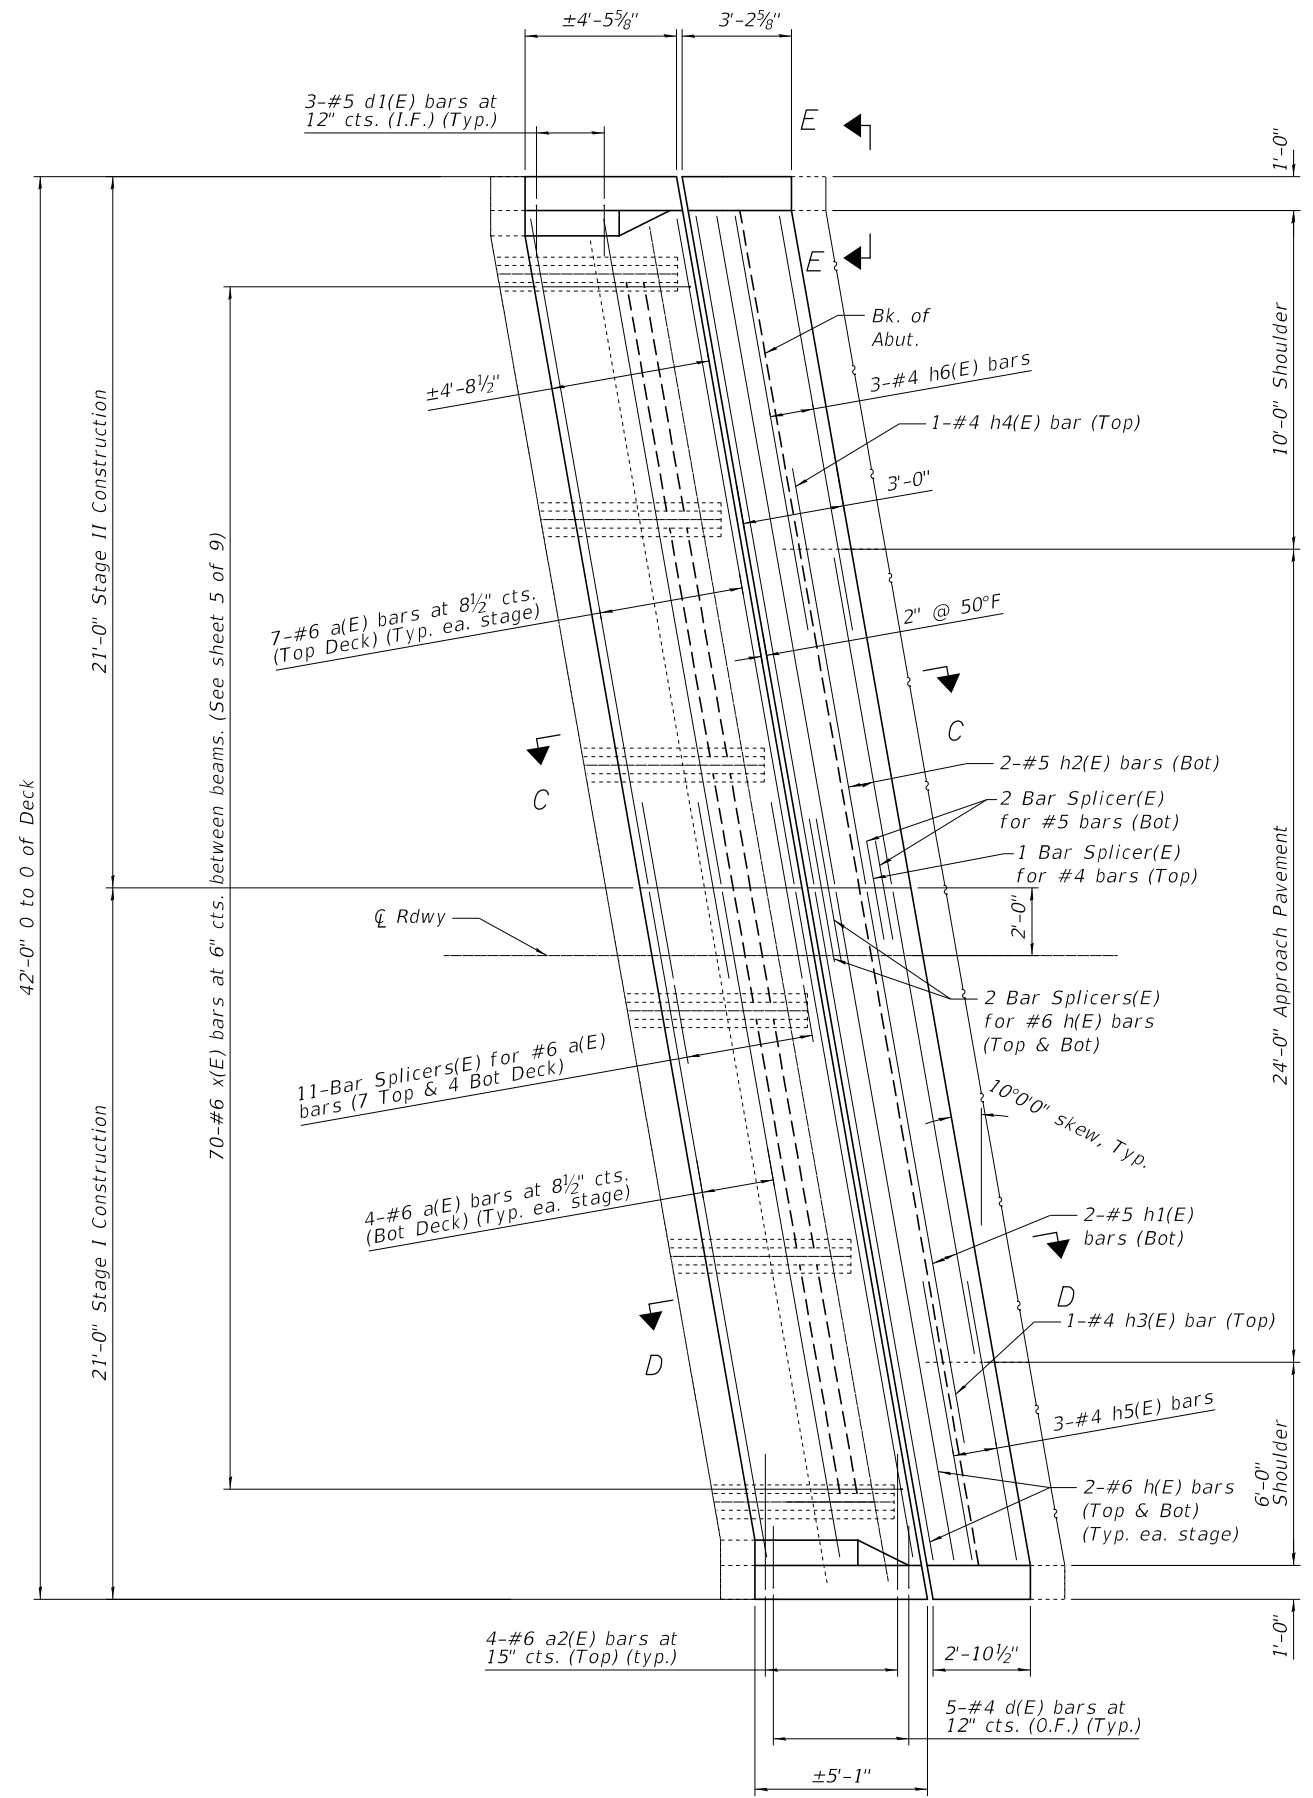 ±4'-5⅝"
3'-2⅝"
3-#5 d1(E) bars at
12" cts. (I.F.) (Typ.)
E
1'-0"
E
Bk. of
Abut.
10'-0" Shoulder
±4'-8½"
3-#4 h6(E) bars
1-#4 h4(E) bar (Top)
3'-0"
21'-0" Stage II Construction
70-#6 x(E) bars at 6" cts. between beams. (See sheet 5 of 9)
7-#6 a(E) bars at 8½" cts.
(Top Deck) (Typ. ea. stage)
2" @ 50°F
C
C
2-#5 h2(E) bars (Bot)
2 Bar Splicer(E)
for #5 bars (Bot)
1 Bar Splicer(E)
for #4 bars (Top)
42'-0" O to O of Deck
24'-0" Approach Pavement
2'-0"
℄ Rdwy
2 Bar Splicers(E)
for #6 h(E) bars
(Top & Bot)
11-Bar Splicers(E) for #6 a(E)
bars (7 Top & 4 Bot Deck)
10°0'0" skew, Typ.
21'-0" Stage I Construction
4-#6 a(E) bars at 8½" cts.
(Bot Deck) (Typ. ea. stage)
2-#5 h1(E)
bars (Bot)
D
D
1-#4 h3(E) bar (Top)
3-#4 h5(E) bars
6'-0"
Shoulder
2-#6 h(E) bars
(Top & Bot)
(Typ. ea. stage)
4-#6 a2(E) bars at
15" cts. (Top) (typ.)
2'-10½"
1'-0"
5-#4 d(E) bars at
12" cts. (O.F.) (Typ.)
±5'-1"